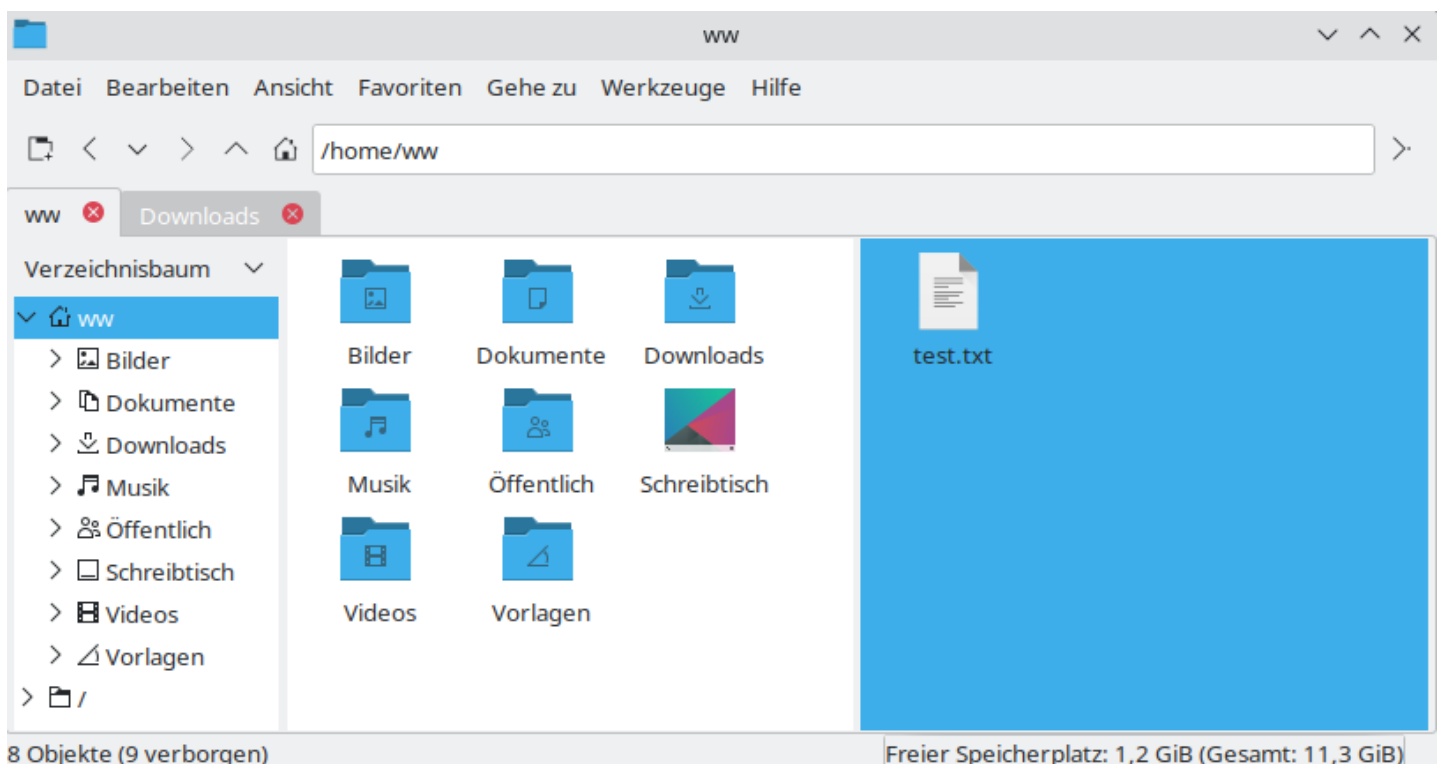 ww
Datei Bearbeiten Ansicht Favoriten Gehe zu Werkzeuge Hilfe
/home/ww
ww Downloads
Verzeichnisbaum
ww
Bilder
Dokumente
Downloads
Musik
Öffentlich
Schreibtisch
Videos
Vorlagen
/
Bilder Dokumente Downloads
Musik Öffentlich Schreibtisch
Videos Vorlagen
test.txt
8 Objekte (9 verborgen) Freier Speicherplatz: 1,2 GiB (Gesamt: 11,3 GiB)